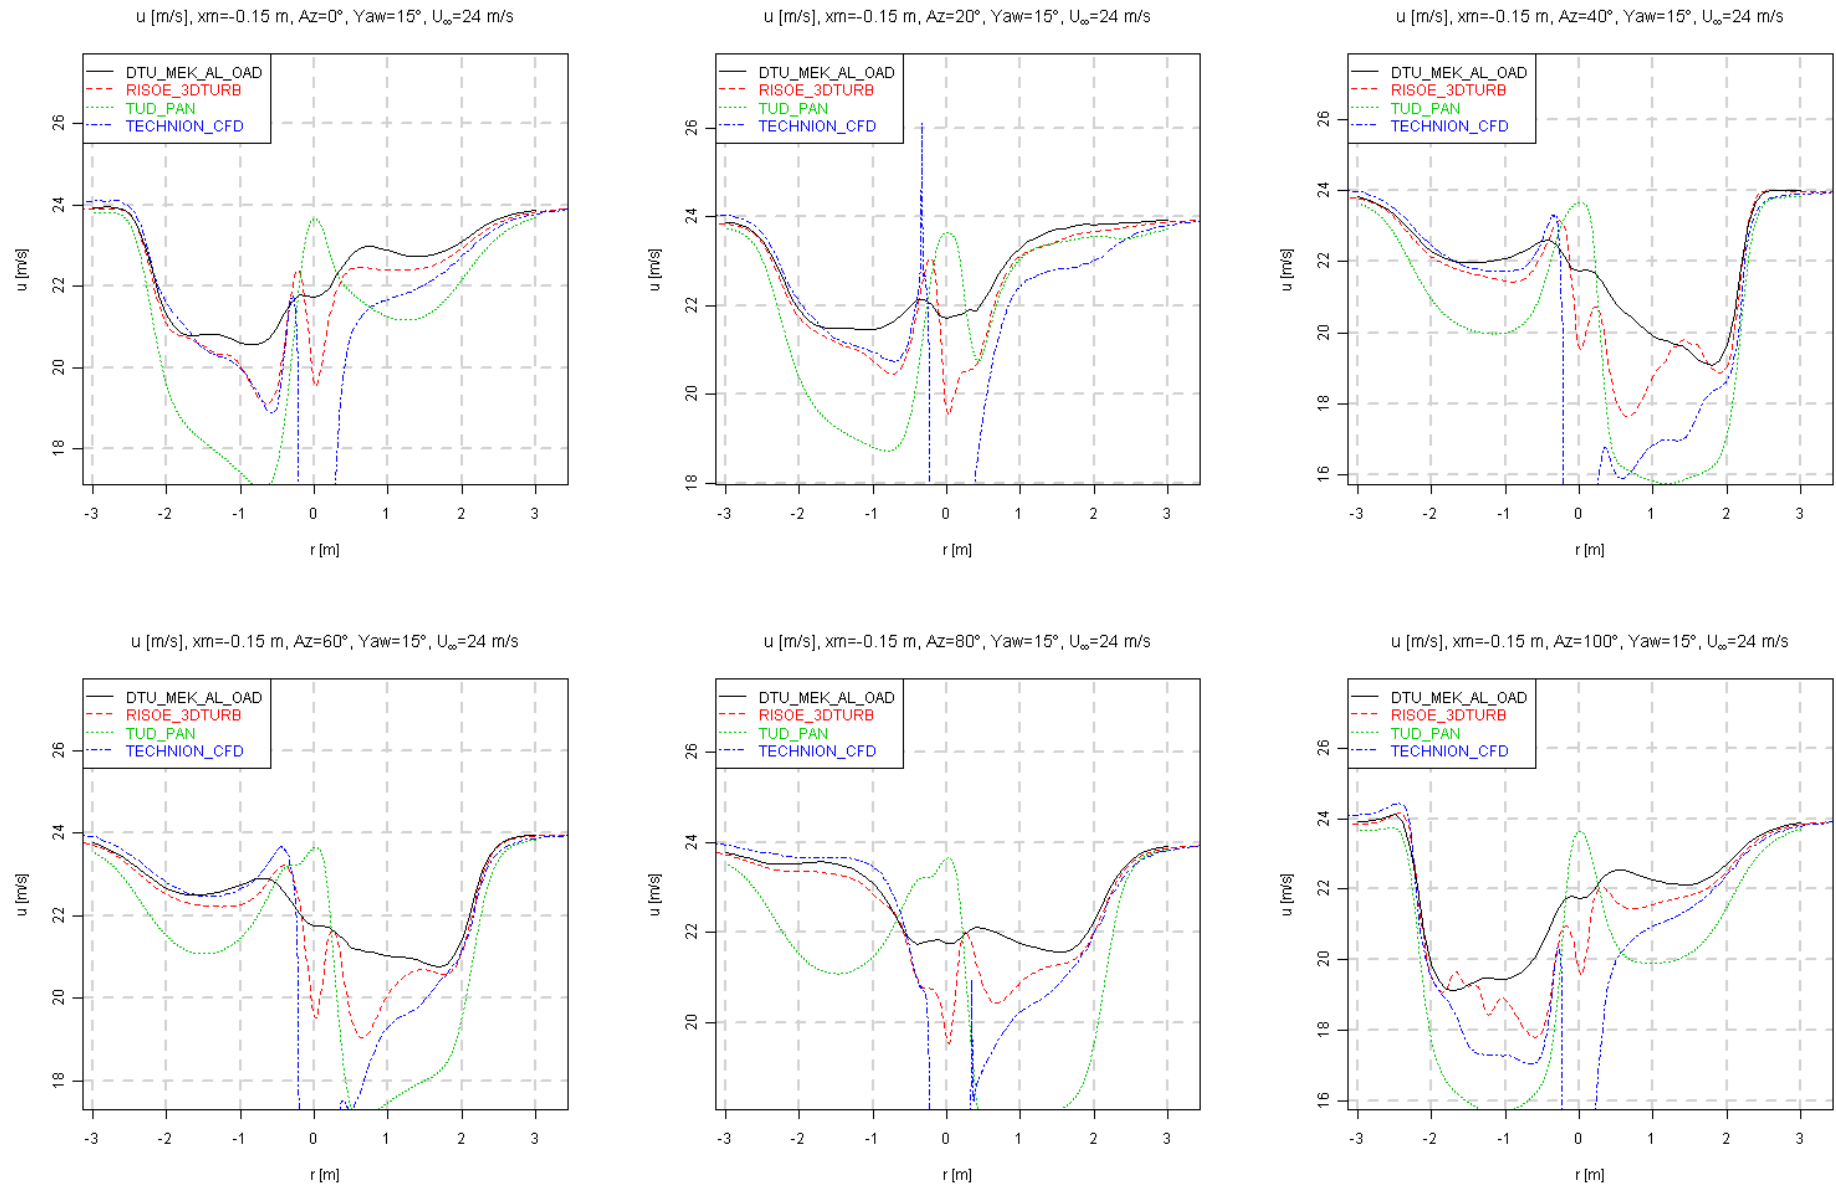 u [m/s], xm=-0.15 m, Az=0°, Yaw=15°, U∞=24 m/s
DTU_MEK_AL_OAD
RISOE_3DTURB
TUD_PAN
TECHNION_CFD
u [m/s]
26
24
22
20
18
-3 -2 -1 0 1 2 3
r [m]
u [m/s], xm=-0.15 m, Az=20°, Yaw=15°, U∞=24 m/s
DTU_MEK_AL_OAD
RISOE_3DTURB
TUD_PAN
TECHNION_CFD
u [m/s]
26
24
22
20
18
-3 -2 -1 0 1 2 3
r [m]
u [m/s], xm=-0.15 m, Az=40°, Yaw=15°, U∞=24 m/s
DTU_MEK_AL_OAD
RISOE_3DTURB
TUD_PAN
TECHNION_CFD
u [m/s]
26
24
22
20
18
16
-3 -2 -1 0 1 2 3
r [m]
u [m/s], xm=-0.15 m, Az=60°, Yaw=15°, U∞=24 m/s
DTU_MEK_AL_OAD
RISOE_3DTURB
TUD_PAN
TECHNION_CFD
u [m/s]
26
24
22
20
18
-3 -2 -1 0 1 2 3
r [m]
u [m/s], xm=-0.15 m, Az=80°, Yaw=15°, U∞=24 m/s
DTU_MEK_AL_OAD
RISOE_3DTURB
TUD_PAN
TECHNION_CFD
u [m/s]
26
24
22
20
-3 -2 -1 0 1 2 3
r [m]
u [m/s], xm=-0.15 m, Az=100°, Yaw=15°, U∞=24 m/s
DTU_MEK_AL_OAD
RISOE_3DTURB
TUD_PAN
TECHNION_CFD
u [m/s]
26
24
22
20
18
16
-3 -2 -1 0 1 2 3
r [m]